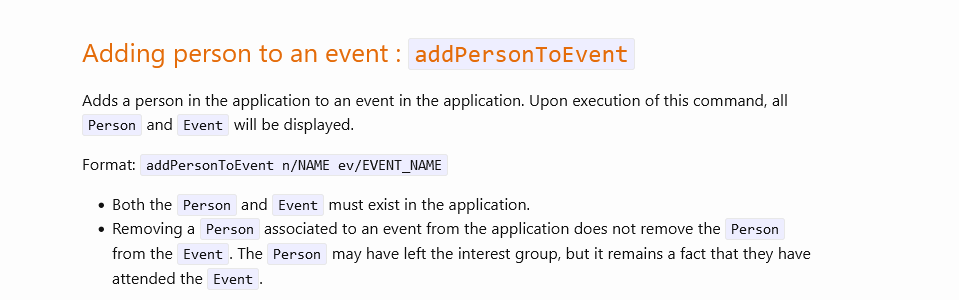 Adding person to an event : addPersonToEvent
Adds a person in the application to an event in the application. Upon execution of this command, all
Person and Event will be displayed.
Format: addPersonToEvent n/NAME ev/EVENT_NAME
• Both the Person and Event must exist in the application.
• Removing a Person associated to an event from the application does not remove the Person
from the Event. The Person may have left the interest group, but it remains a fact that they have
attended the Event.